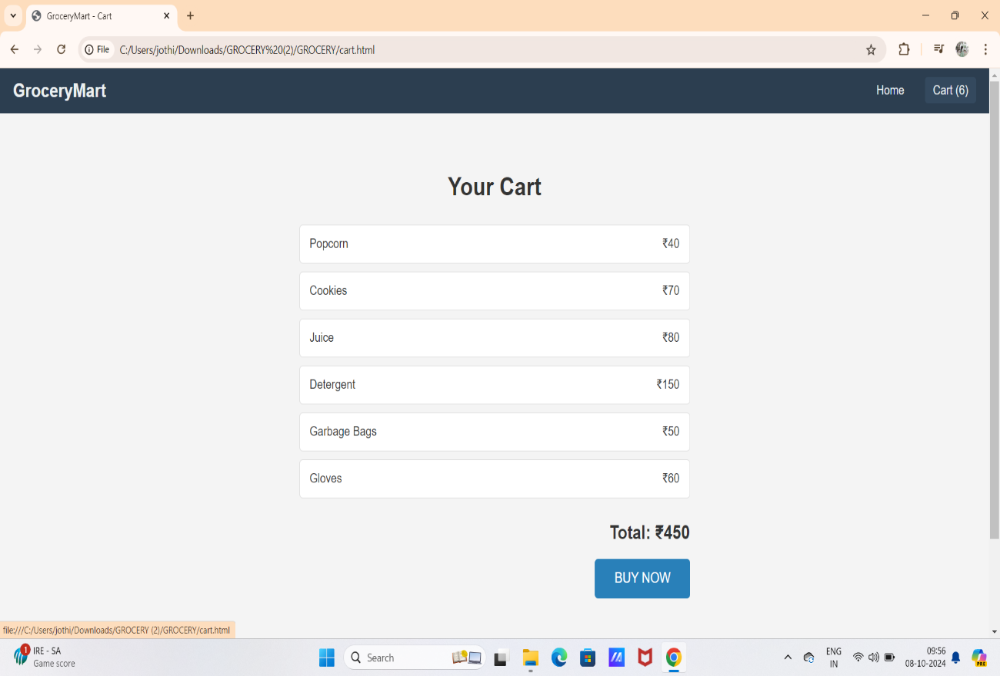 GroceryMart - Cart
File C:/Users/jothi/Downloads/GROCERY%20(2)/GROCERY/cart.html
GroceryMart Home Cart (6)
Your Cart
Popcorn ₹40
Cookies ₹70
Juice ₹80
Detergent ₹150
Garbage Bags ₹50
Gloves ₹60
Total: ₹450
BUY NOW
file:///C:/Users/jothi/Downloads/GROCERY (2)/GROCERY/cart.html
1 IRE - SA
Game score
Search
ENG
IN
09:56
08-10-2024
PRE